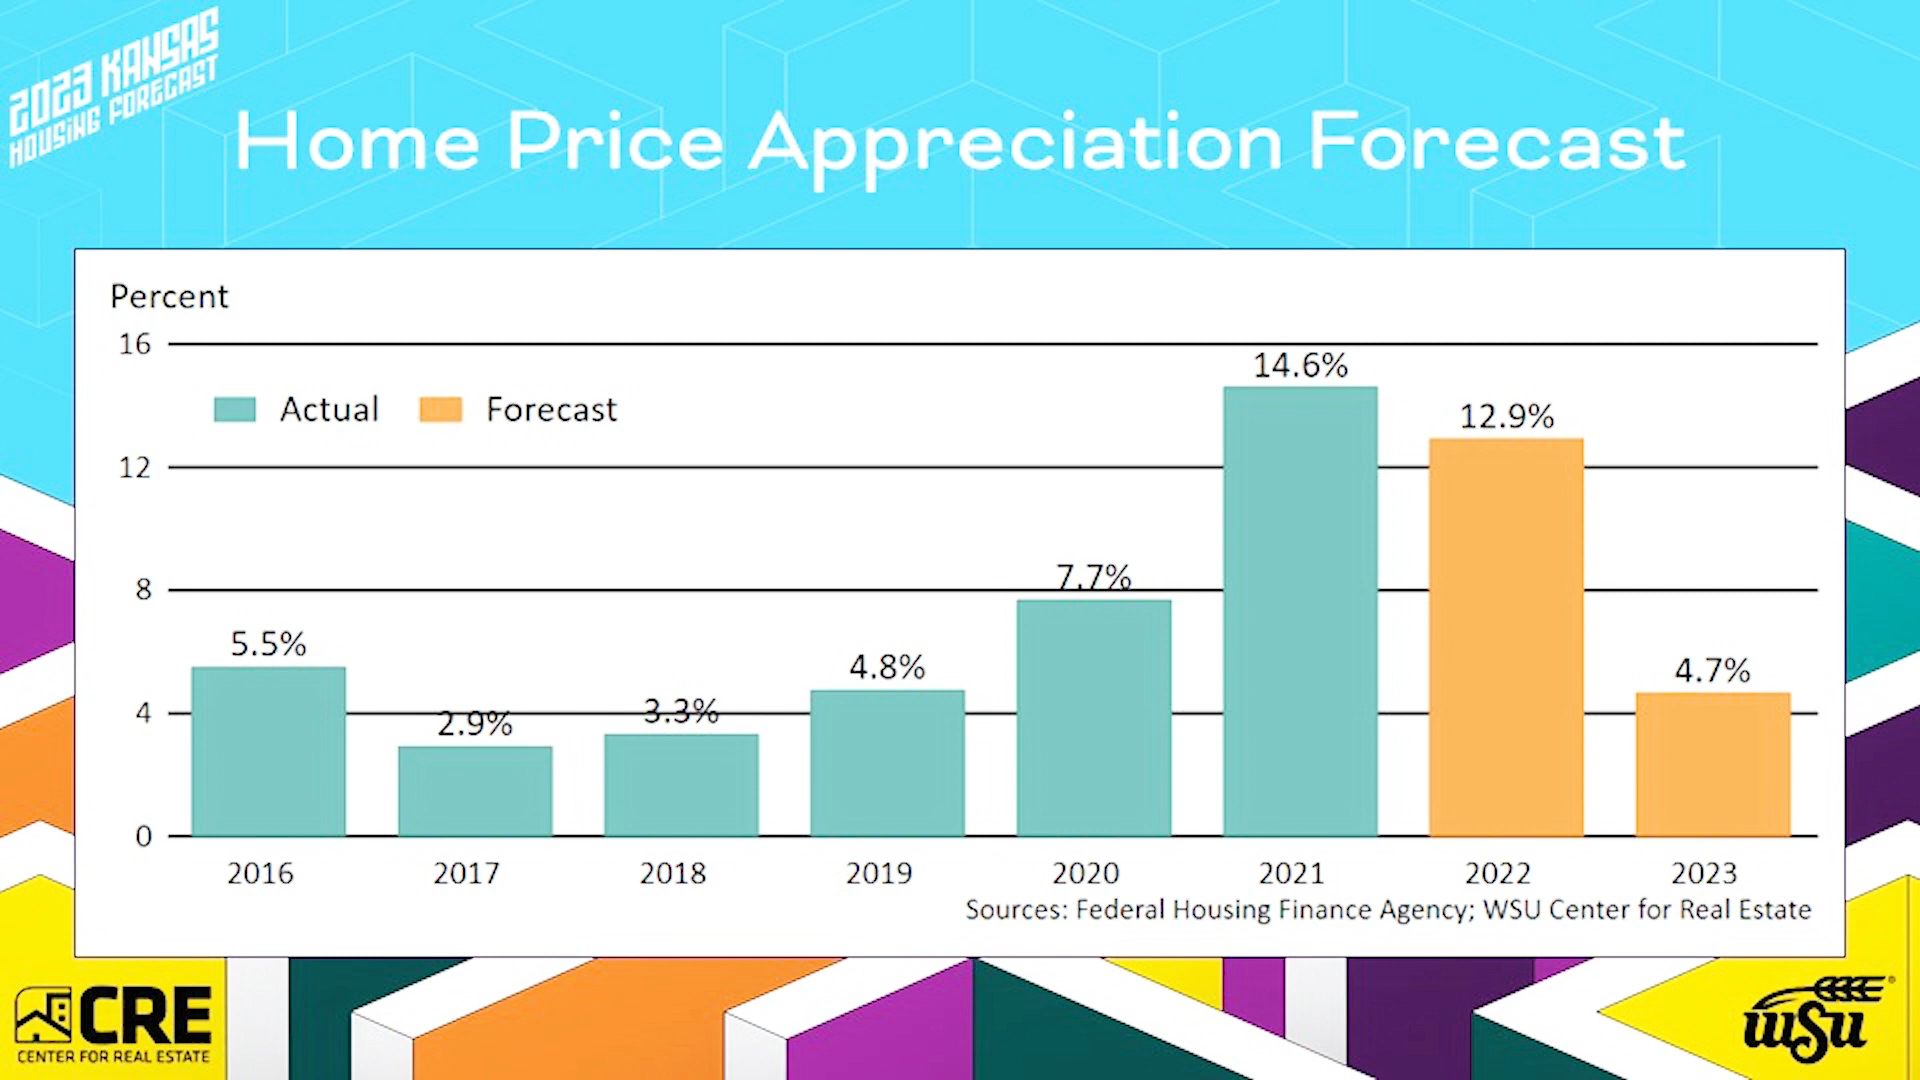 2023 KANSAS
HOUSING FORECAST
Home Price Appreciation Forecast
Percent
16
12
8
4
0
Actual
Forecast
5.5%
2.9%
3.3%
4.8%
7.7%
14.6%
12.9%
4.7%
2016
2017
2018
2019
2020
2021
2022
2023
Sources: Federal Housing Finance Agency; WSU Center for Real Estate
CRE
CENTER FOR REAL ESTATE
WSU